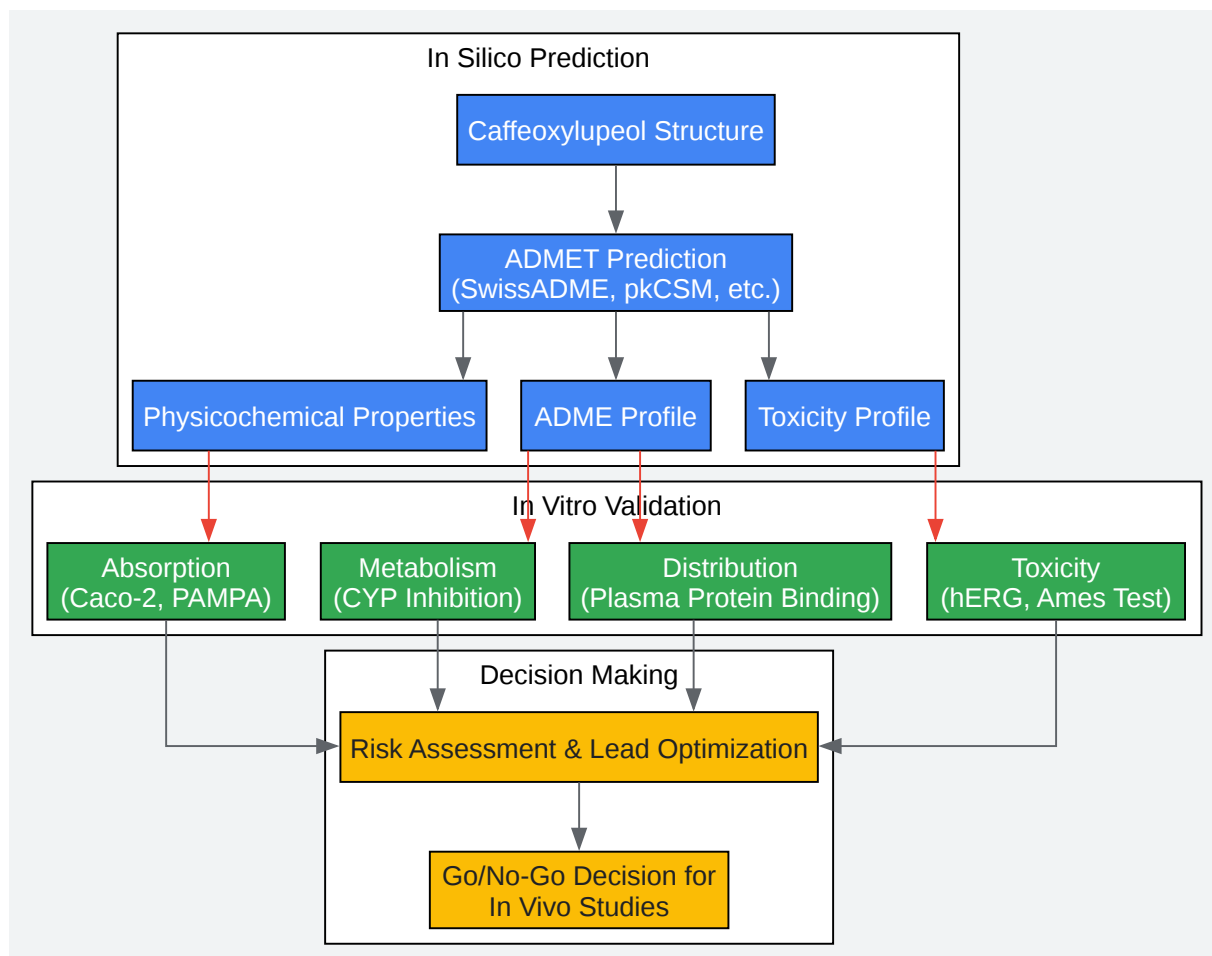 In Silico Prediction
Caffeoxylupeol Structure
ADMET Prediction
(SwissADME, pkCSM, etc.)
Physicochemical Properties
ADME Profile
Toxicity Profile
In Vitro Validation
Absorption
(Caco-2, PAMPA)
Metabolism
(CYP Inhibition)
Distribution
(Plasma Protein Binding)
Toxicity
(hERG, Ames Test)
Decision Making
Risk Assessment & Lead Optimization
Go/No-Go Decision for
In Vivo Studies